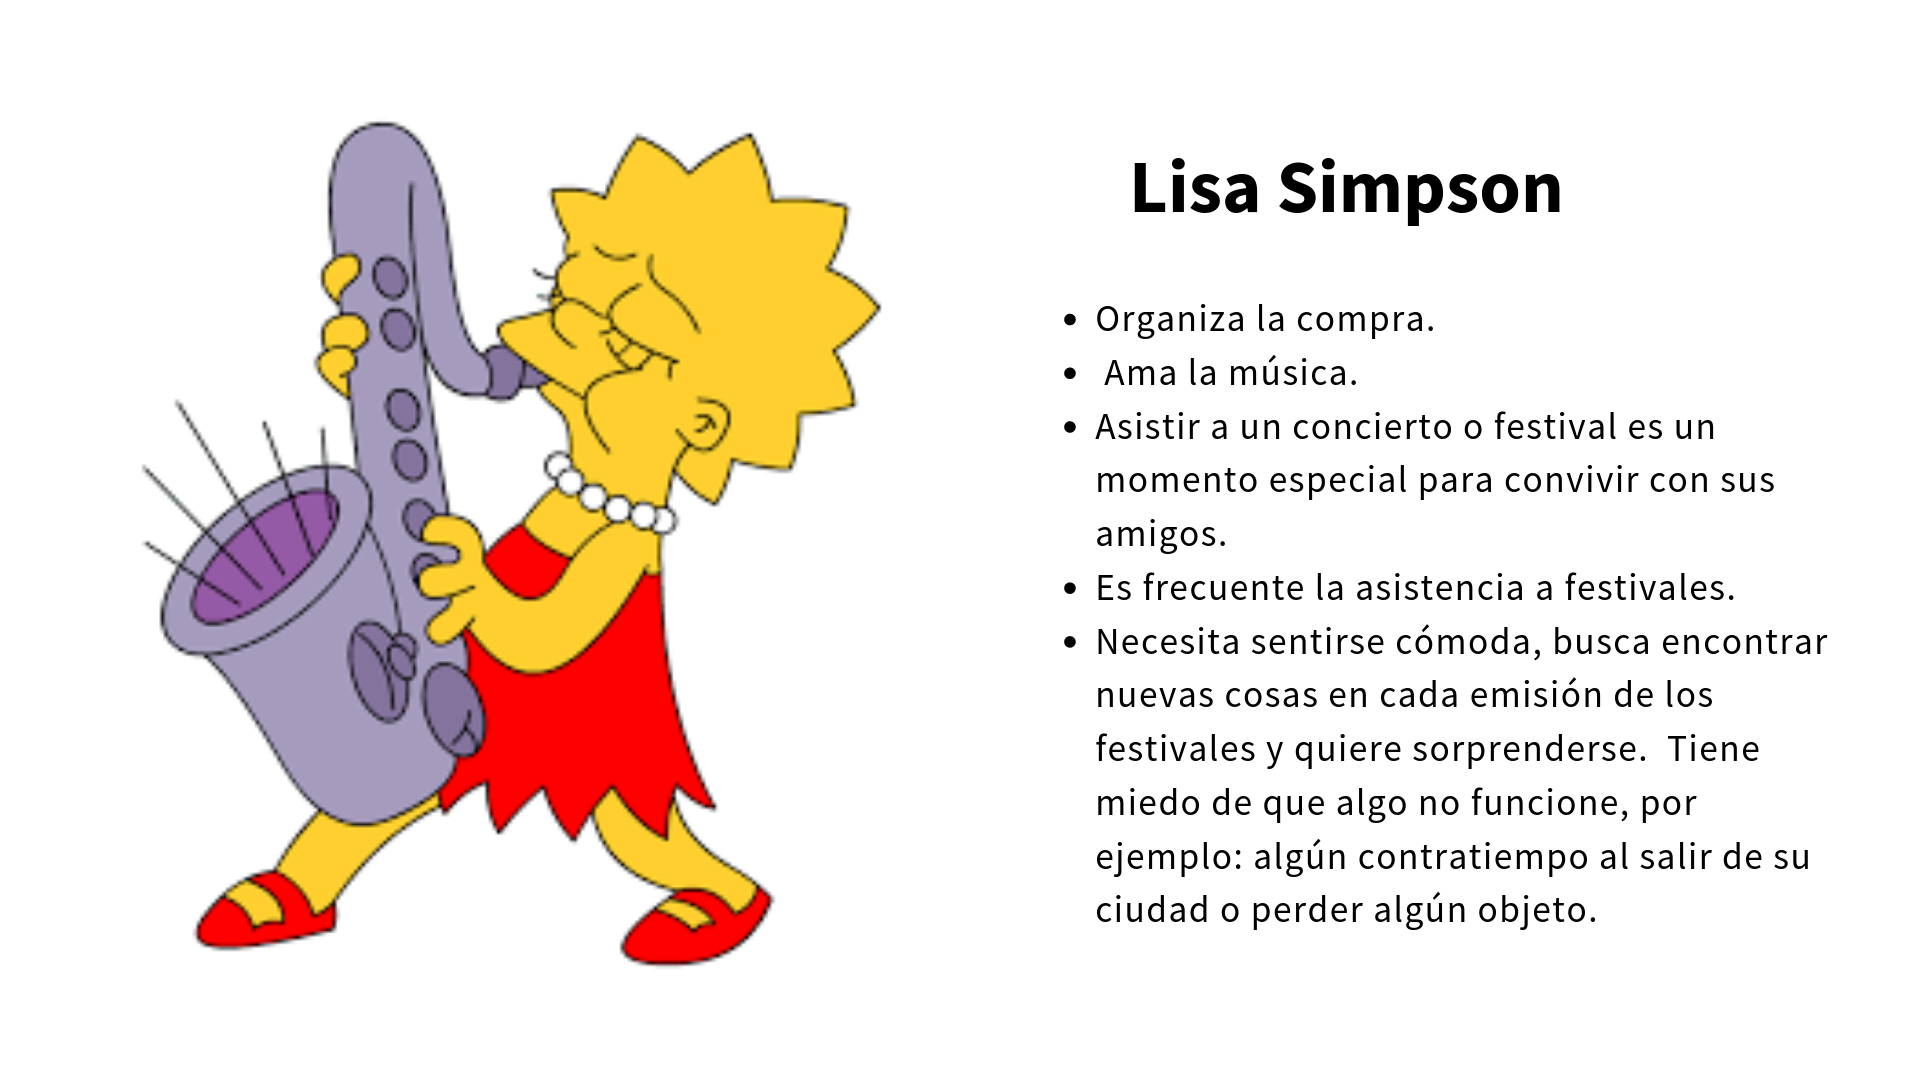 Lisa Simpson
• Organiza la compra.
• Ama la música.
• Asistir a un concierto o festival es un
momento especial para convivir con sus
amigos.
• Es frecuente la asistencia a festivales.
• Necesita sentirse cómoda, busca encontrar
nuevas cosas en cada emisión de los
festivales y quiere sorprenderse.  Tiene
miedo de que algo no funcione, por
ejemplo: algún contratiempo al salir de su
ciudad o perder algún objeto.